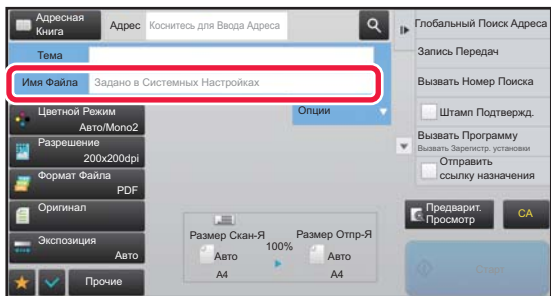 Адресная
Книга
Адрес
Коснитесь для Ввода Адреса
Тема
Имя Файла
Задано в Системных Настройках
Цветной Режим
Авто/Mono2
Разрешение
200x200dpi
Формат Файла
PDF
Оригинал
Экспозиция
Авто
Прочие
Опции
Размер Скан-Я
Авто
A4
100%
Размер Отпр-Я
Авто
A4
Глобальный Поиск Адреса
Запись Передач
Вызвать Номер Поиска
Штамп Подтвержд.
Вызвать Программу
Вызвать Зарегистр. установки
Отправить
ссылку назначения
Предварит.
Просмотр
CA
Старт